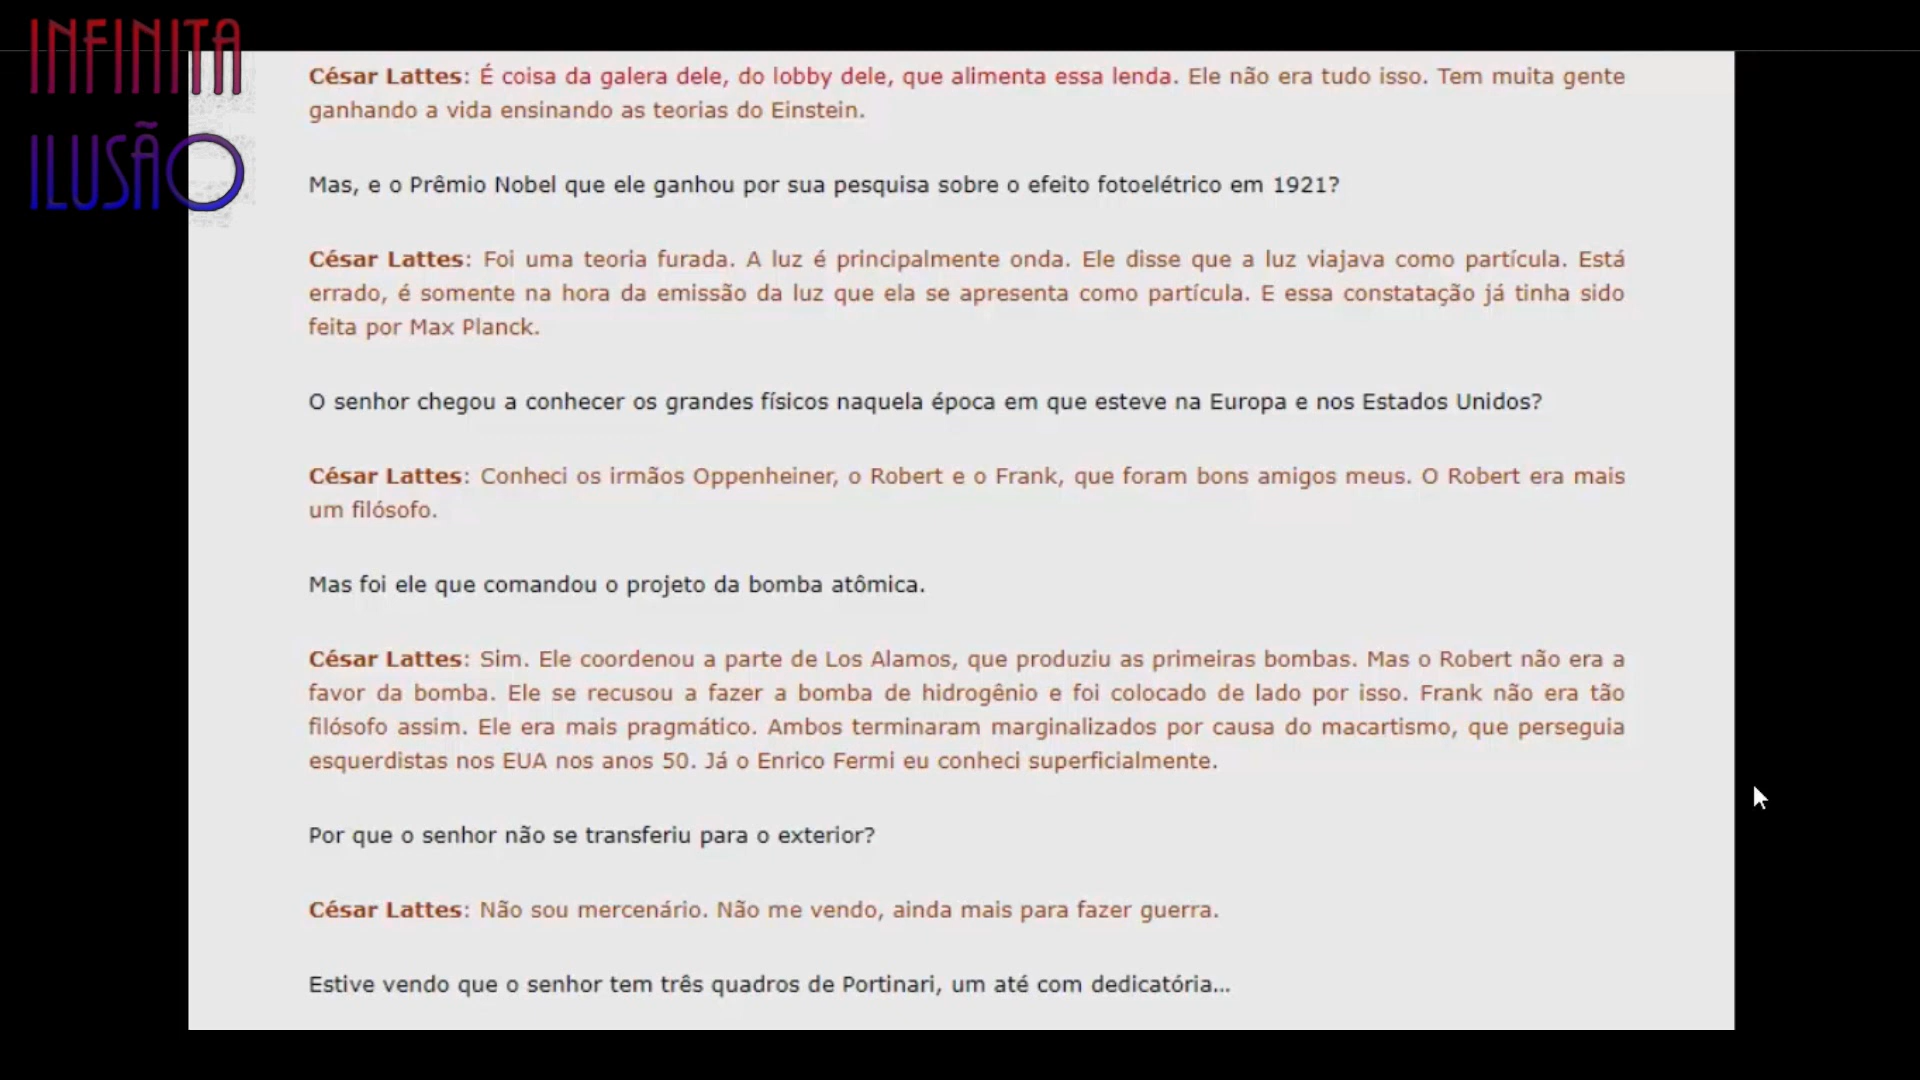 INFINITA
ILUSÃO
César Lattes: É coisa da galera dele, do lobby dele, que alimenta essa lenda. Ele não era tudo isso. Tem muita gente
ganhando a vida ensinando as teorias do Einstein.
Mas, e o Prêmio Nobel que ele ganhou por sua pesquisa sobre o efeito fotoelétrico em 1921?
César Lattes: Foi uma teoria furada. A luz é principalmente onda. Ele disse que a luz viajava como partícula. Está
errado, é somente na hora da emissão da luz que ela se apresenta como partícula. E essa constatação já tinha sido
feita por Max Planck.
O senhor chegou a conhecer os grandes físicos naquela época em que esteve na Europa e nos Estados Unidos?
César Lattes: Conheci os irmãos Oppenheiner, o Robert e o Frank, que foram bons amigos meus. O Robert era mais
um filósofo.
Mas foi ele que comandou o projeto da bomba atômica.
César Lattes: Sim. Ele coordenou a parte de Los Alamos, que produziu as primeiras bombas. Mas o Robert não era a
favor da bomba. Ele se recusou a fazer a bomba de hidrogênio e foi colocado de lado por isso. Frank não era tão
filósofo assim. Ele era mais pragmático. Ambos terminaram marginalizados por causa do macartismo, que perseguia
esquerdistas nos EUA nos anos 50. Já o Enrico Fermi eu conheci superficialmente.
Por que o senhor não se transferiu para o exterior?
César Lattes: Não sou mercenário. Não me vendo, ainda mais para fazer guerra.
Estive vendo que o senhor tem três quadros de Portinari, um até com dedicatória...